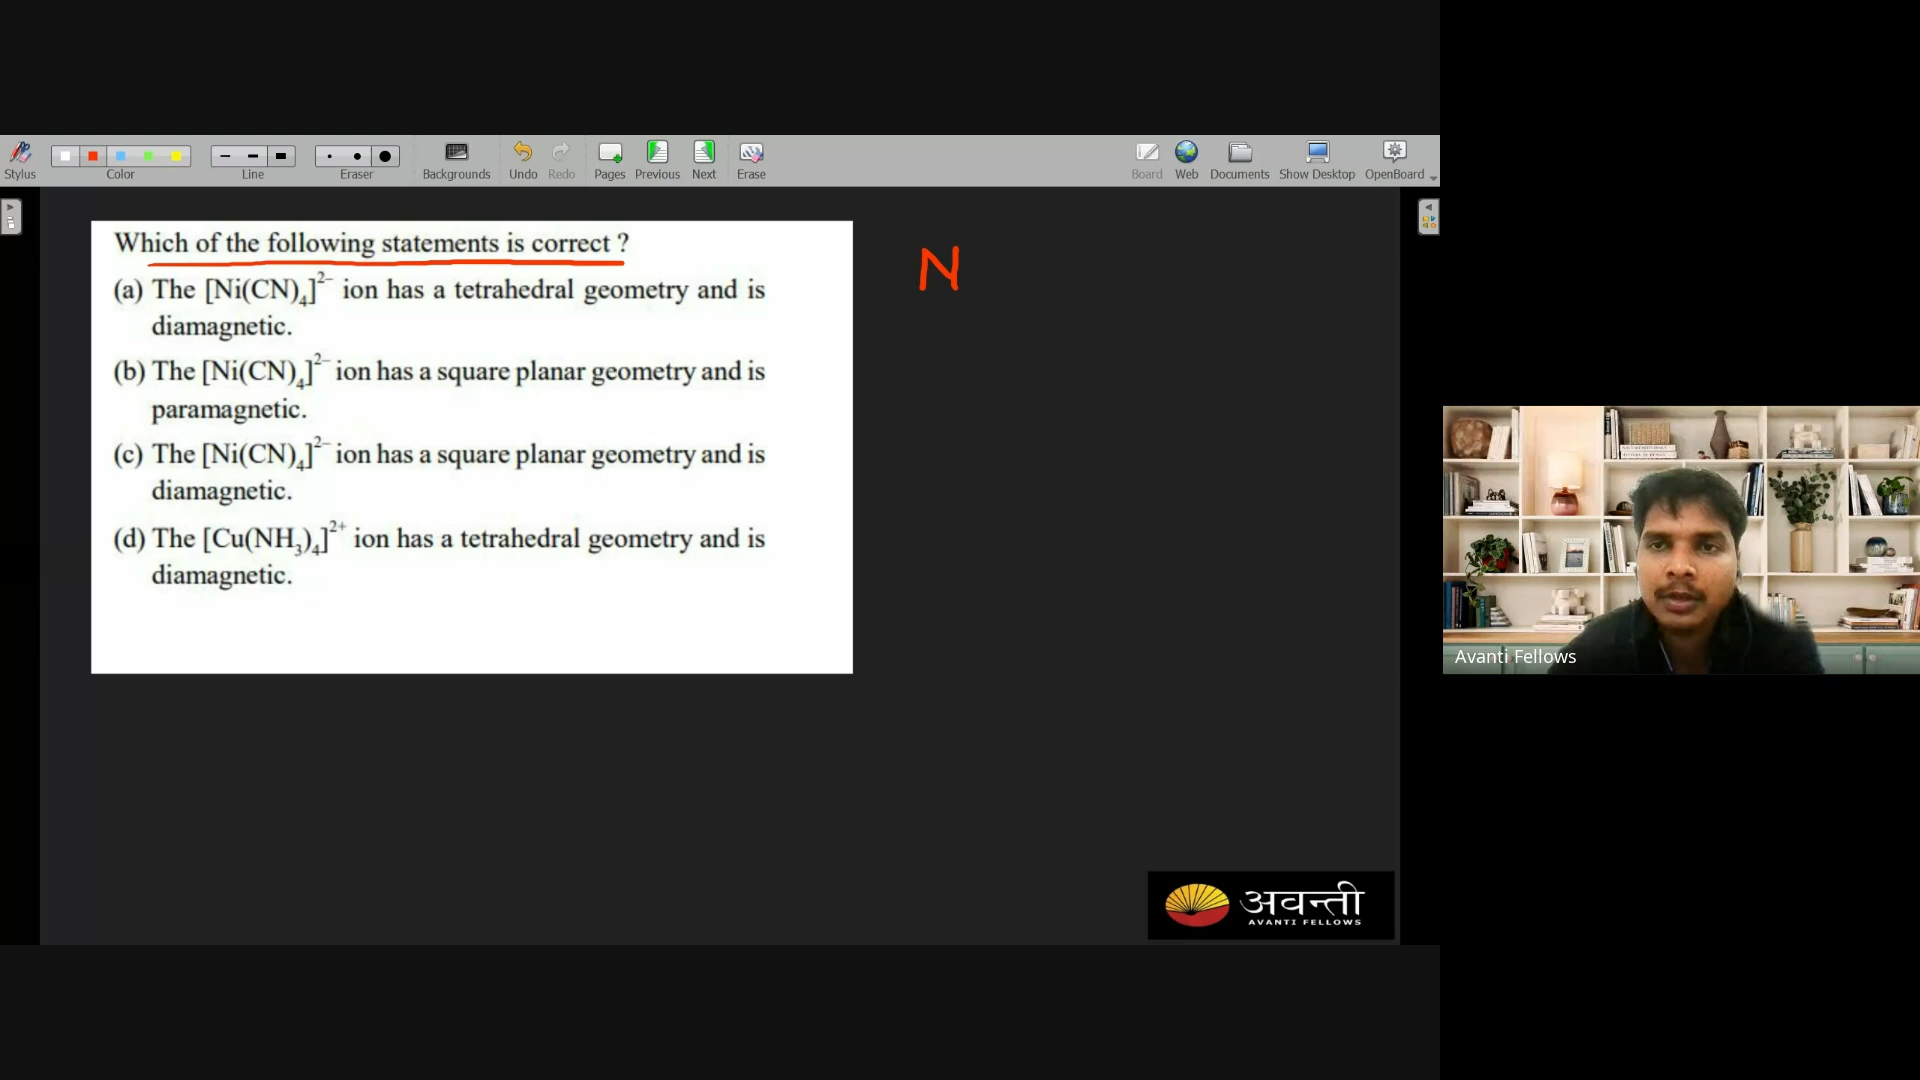 Stylus Color Line Eraser Backgrounds Undo Redo Pages Previous Next Erase Board Web Documents Show Desktop OpenBoard
Which of the following statements is correct ?
(a) The [Ni(CN)₄]²⁻ ion has a tetrahedral geometry and is
diamagnetic.
(b) The [Ni(CN)₄]²⁻ ion has a square planar geometry and is
paramagnetic.
(c) The [Ni(CN)₄]²⁻ ion has a square planar geometry and is
diamagnetic.
(d) The [Cu(NH₃)₄]²⁺ ion has a tetrahedral geometry and is
diamagnetic.
N
Avanti Fellows
अवन्ती
AVANTI FELLOWS